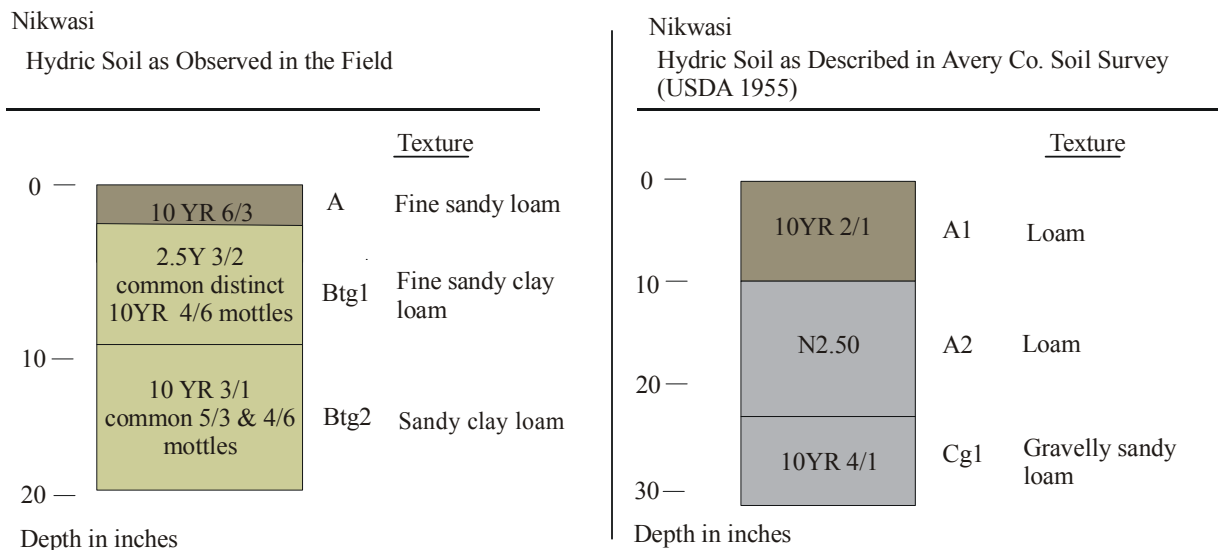 Nikwasi
Hydric Soil as Observed in the Field
Texture
0
10 YR 6/3
A
Fine sandy loam
2.5Y 3/2
common distinct
10YR 4/6 mottles
Btg1
Fine sandy clay
loam
10
10 YR 3/1
common 5/3 & 4/6
mottles
Btg2
Sandy clay loam
20
Depth in inches
Nikwasi
Hydric Soil as Described in Avery Co. Soil Survey
(USDA 1955)
Texture
0
10YR 2/1
A1
Loam
10
N2.50
A2
Loam
20
10YR 4/1
Cg1
Gravelly sandy
loam
30
Depth in inches